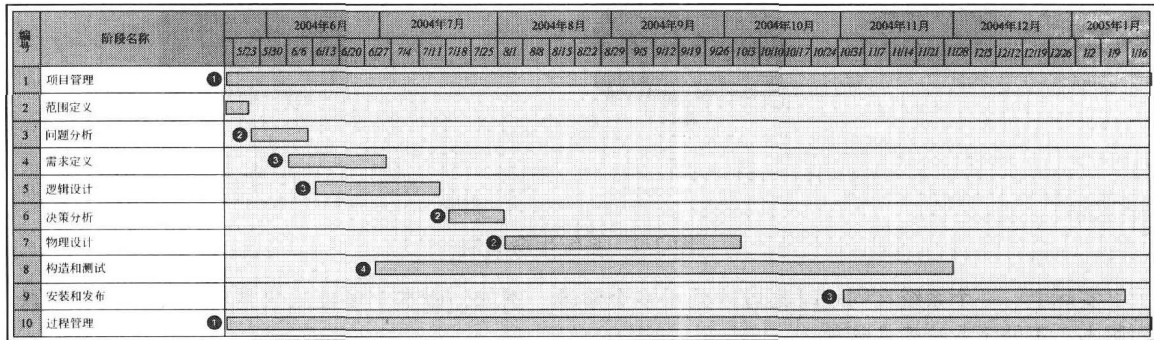 编号 阶段名称 2004年6月 2004年7月 2004年8月 2004年9月 2004年10月 2004年11月 2004年12月 2005年1月
5/23 5/30 6/6 6/13 6/20 6/27 7/4 7/11 7/18 7/25 8/1 8/8 8/15 8/22 8/29 9/5 9/12 9/19 9/26 10/3 10/10 10/17 10/24 10/31 11/7 11/14 11/21 11/28 12/5 12/12 12/19 12/26 1/2 1/9 1/16
1 项目管理 1
2 范围定义
3 问题分析 2
4 需求定义 3
5 逻辑设计 3
6 决策分析 2
7 物理设计 2
8 构造和测试 4
9 安装和发布 3
10 过程管理 1